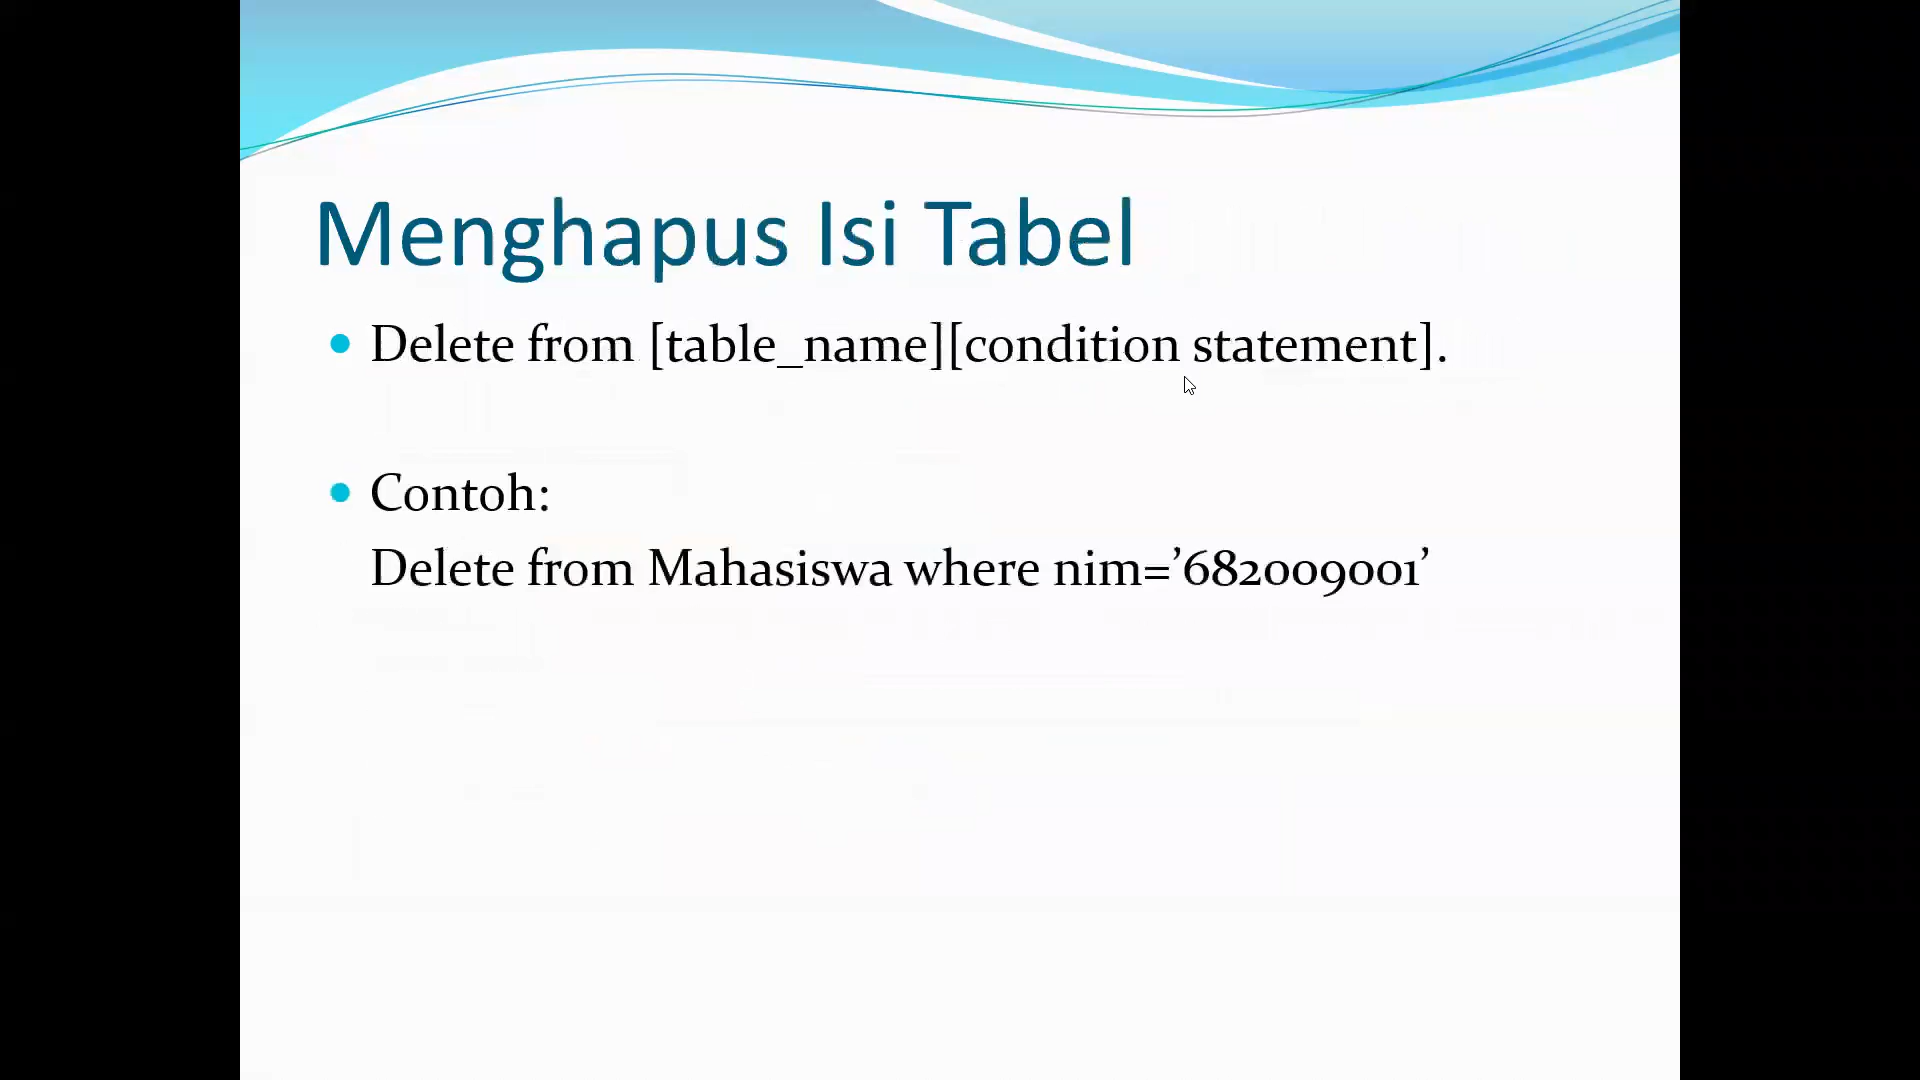 Menghapus Isi Tabel
Delete from [table_name][condition statement].
Contoh:
Delete from Mahasiswa where nim=’682009001’